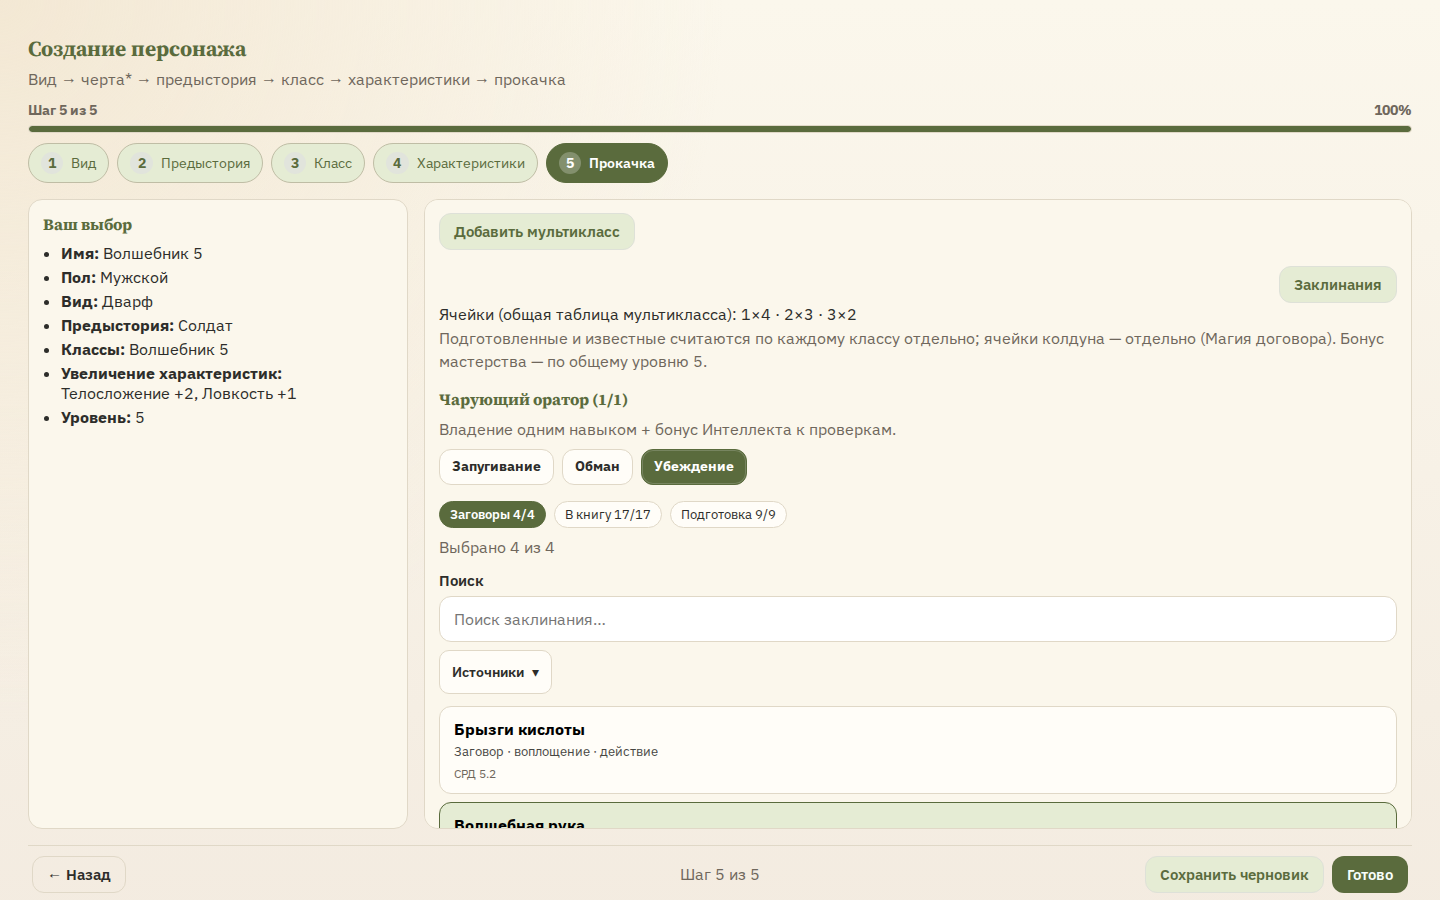 Создание персонажа
Вид → черта* → предыстория → класс → характеристики → прокачка
Шаг 5 из 5
100%
1 Вид
2 Предыстория
3 Класс
4 Характеристики
5 Прокачка
Ваш выбор
• Имя: Волшебник 5
• Пол: Мужской
• Вид: Дварф
• Предыстория: Солдат
• Классы: Волшебник 5
• Увеличение характеристик:
Телосложение +2, Ловкость +1
• Уровень: 5
Добавить мультикласс
Заклинания
Ячейки (общая таблица мультикласса): 1×4 · 2×3 · 3×2
Подготовленные и известные считаются по каждому классу отдельно; ячейки колдуна — отдельно (Магия договора). Бонус
мастерства — по общему уровню 5.
Чарующий оратор (1/1)
Владение одним навыком + бонус Интеллекта к проверкам.
Запугивание
Обман
Убеждение
Заговоры 4/4
В книгу 17/17
Подготовка 9/9
Выбрано 4 из 4
Поиск
Поиск заклинания...
Источники ▾
Брызги кислоты
Заговор · воплощение · действие
СРД 5.2
Волшебная рука
← Назад
Шаг 5 из 5
Сохранить черновик
Готово